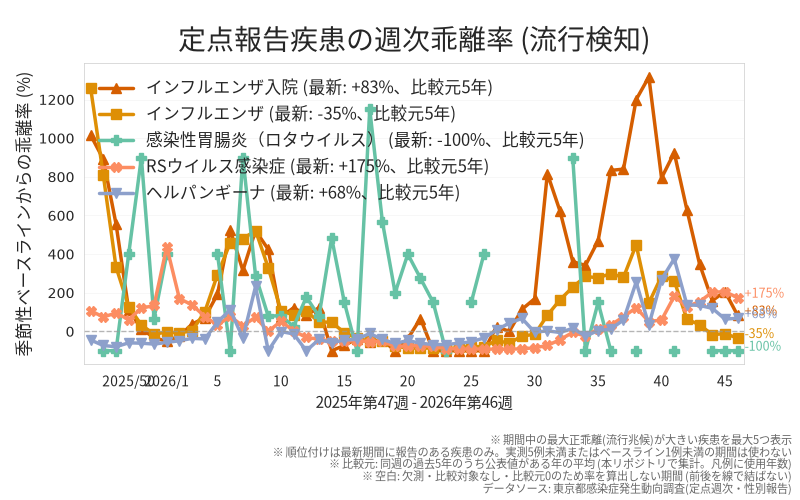 定点報告疾患の週次乖離率 (流行検知)
季節性ベースラインからの乖離率 (%)
インフルエンザ入院 (最新: +83%、比較元5年)
インフルエンザ (最新: -35%、比較元5年)
感染性胃腸炎（ロタウイルス） (最新: -100%、比較元5年)
RSウイルス感染症 (最新: +175%、比較元5年)
ヘルパンギーナ (最新: +68%、比較元5年)
1200
1000
800
600
400
200
0
+175%
+83%
+68%
-35%
-100%
2025/50 2026/1 5 10 15 20 25 30 35 40 45
2025年第47週 - 2026年第46週
※ 期間中の最大正乖離(流行兆候)が大きい疾患を最大5つ表示
※ 順位付けは最新期間に報告のある疾患のみ。実測5例未満またはベースライン1例未満の期間は使わない
※ 比較元: 同週の過去5年のうち公表値がある年の平均 (本リポジトリで集計。凡例に使用年数)
※ 空白: 欠測・比較対象なし・比較元0のため率を算出しない期間 (前後を線で結ばない)
データソース: 東京都感染症発生動向調査(定点週次・性別報告)